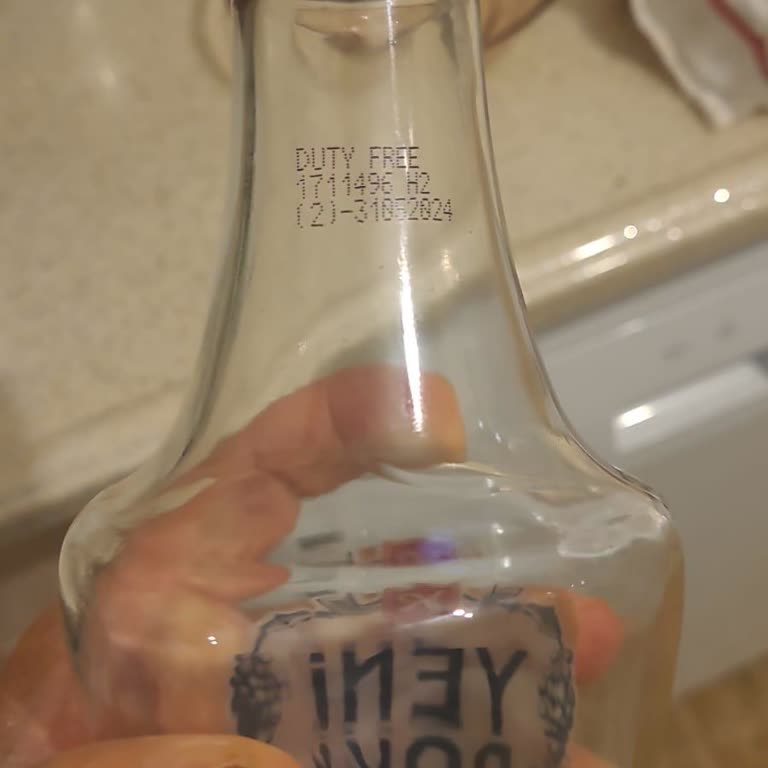 DUTY FREE
1711496 H2
(2)-31052024
YENİ